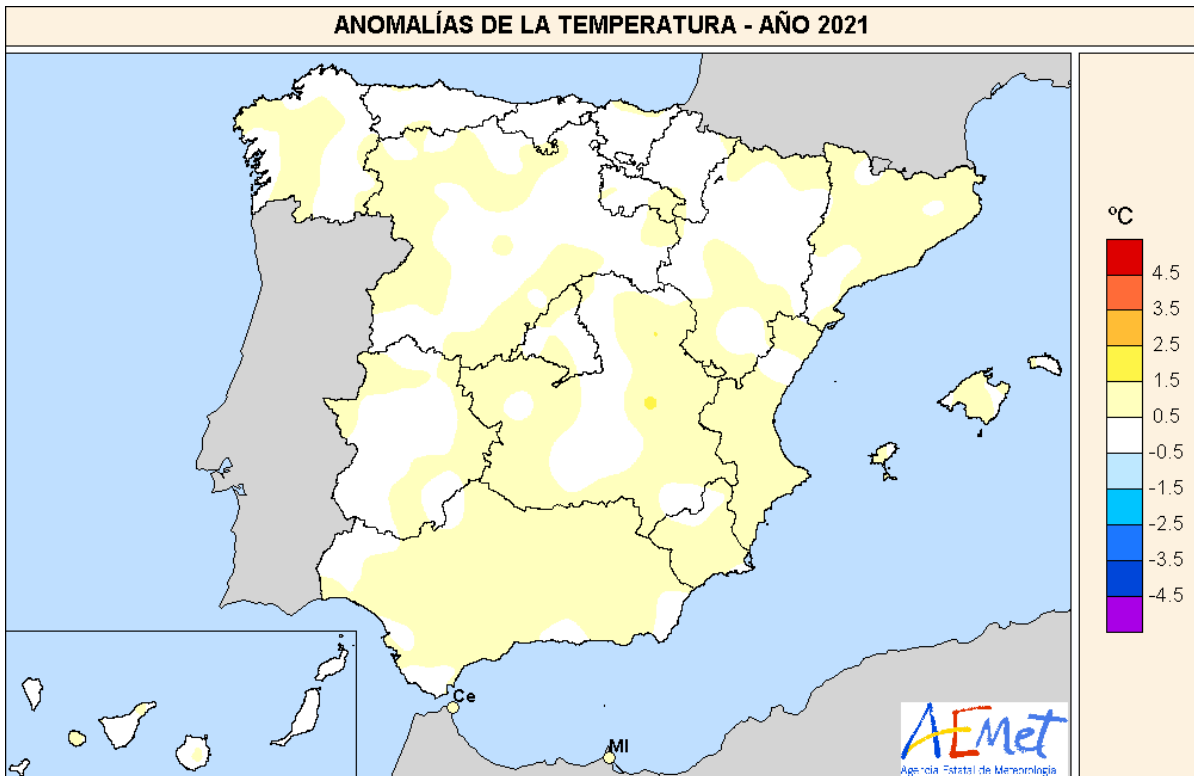 ANOMALÍAS DE LA TEMPERATURA - AÑO 2021
ºC
4.5
3.5
2.5
1.5
0.5
-0.5
-1.5
-2.5
-3.5
-4.5
Ce
Ml
AEMet
Agencia Estatal de Meteorología